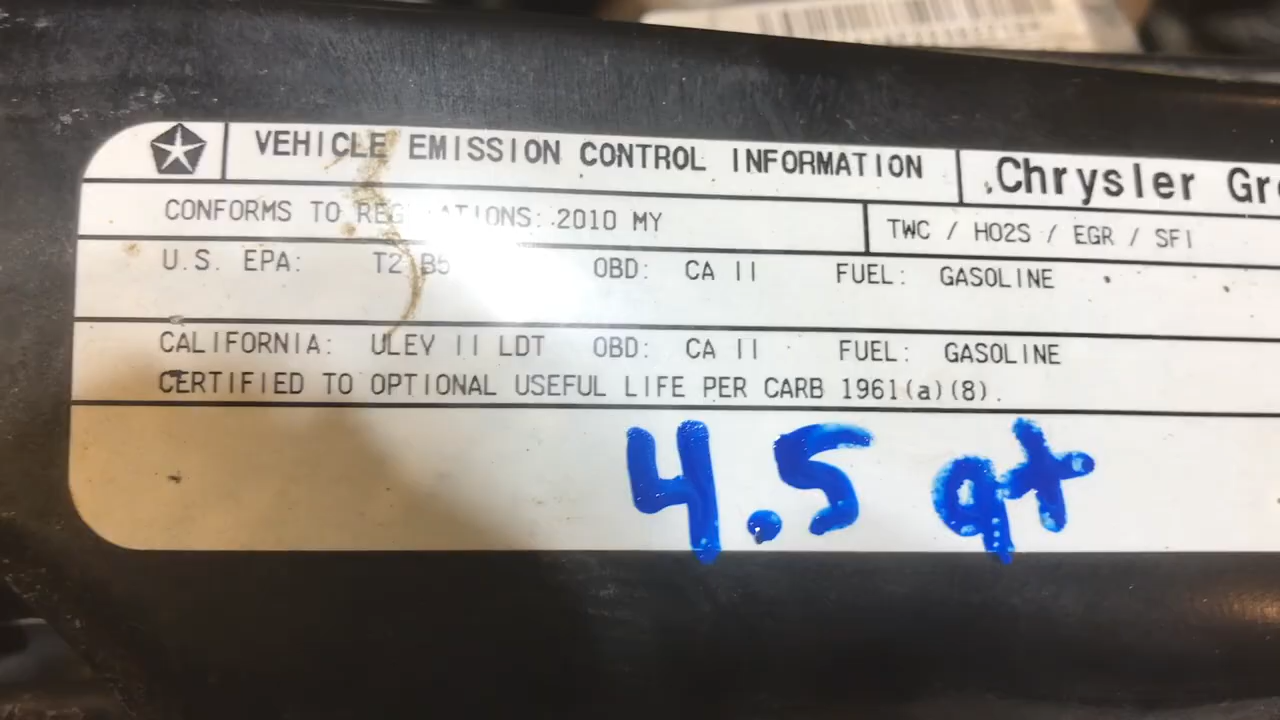 VEHICLE EMISSION CONTROL INFORMATION
Chrysler
CONFORMS TO 2010 MY
TWC / HO2S / EGR / SFI
U.S. EPA: T2 B5 OBD: CA II FUEL: GASOLINE
CALIFORNIA: ULEV II LDT OBD: CA II FUEL: GASOLINE
CERTIFIED TO OPTIONAL USEFUL LIFE PER CARB 1961(a)(8).
4.5 qt